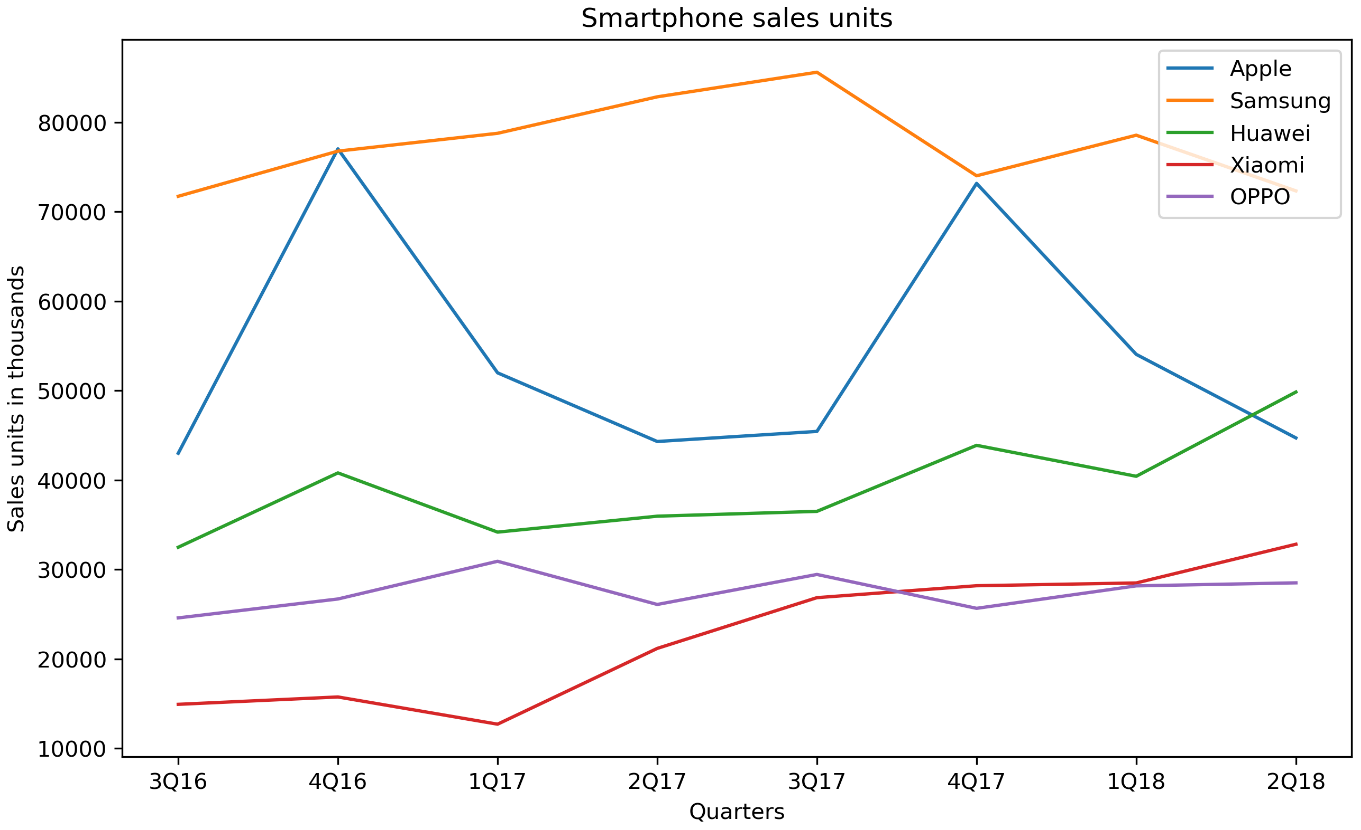 Smartphone sales units
Apple
Samsung
Huawei
Xiaomi
OPPO
Sales units in thousands
80000
70000
60000
50000
40000
30000
20000
10000
3Q16 4Q16 1Q17 2Q17 3Q17 4Q17 1Q18 2Q18
Quarters